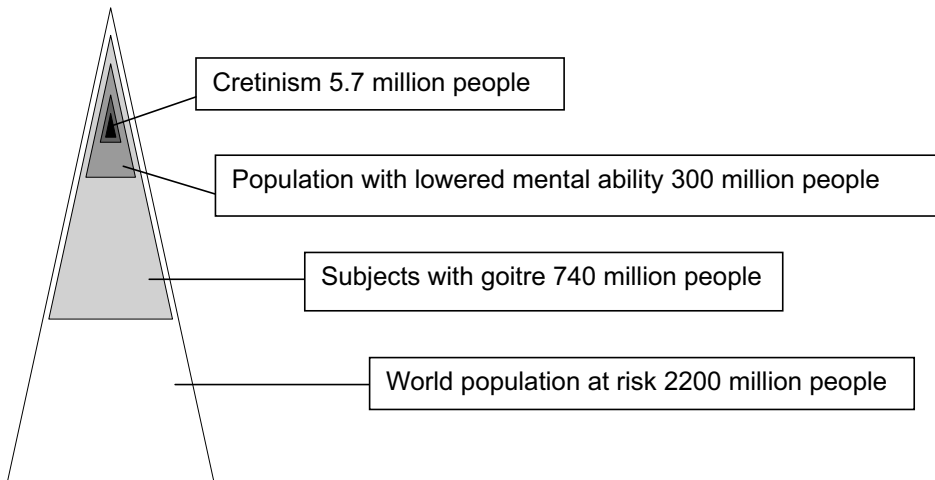 Cretinism 5.7 million people
Population with lowered mental ability 300 million people
Subjects with goitre 740 million people
World population at risk 2200 million people